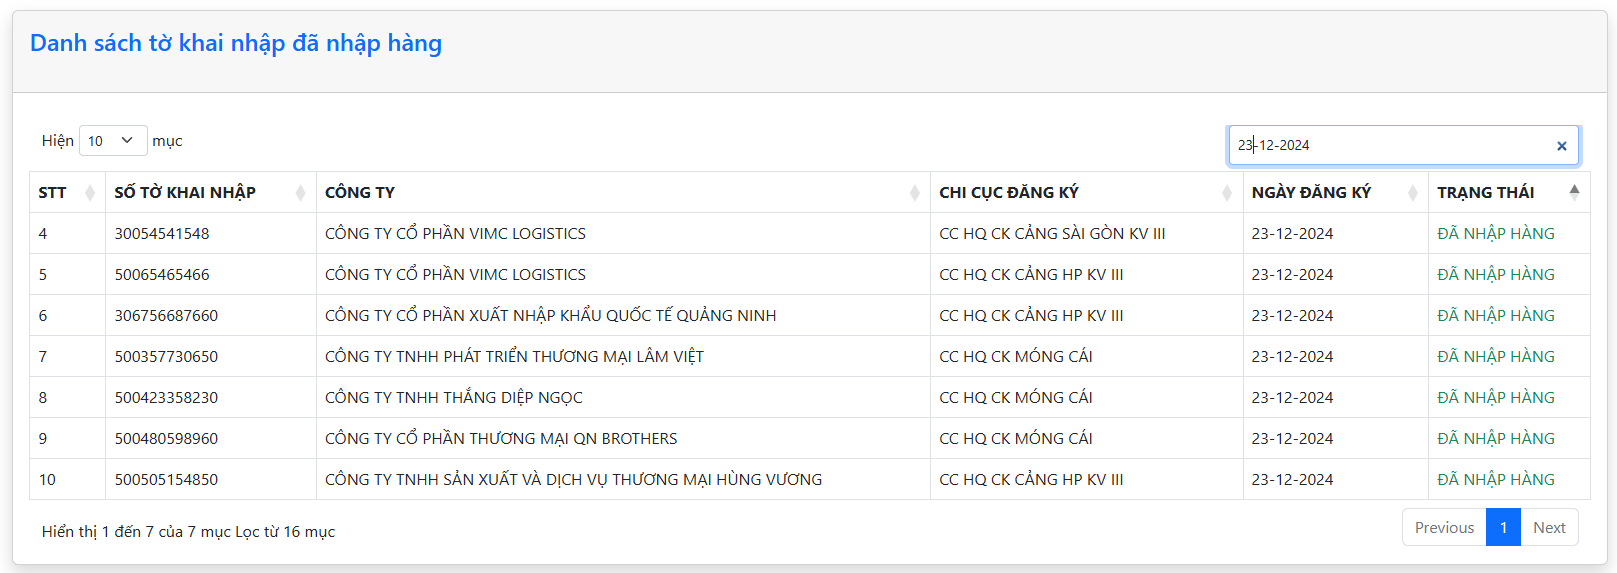 Danh sách tờ khai nhập đã nhập hàng
Hiện 10 mục
23-12-2024 ×
STT SỐ TỜ KHAI NHẬP CÔNG TY CHI CỤC ĐĂNG KÝ NGÀY ĐĂNG KÝ TRẠNG THÁI
4 30054541548 CÔNG TY CỔ PHẦN VIMC LOGISTICS CC HQ CK CẢNG SÀI GÒN KV III 23-12-2024 ĐÃ NHẬP HÀNG
5 50065465466 CÔNG TY CỔ PHẦN VIMC LOGISTICS CC HQ CK CẢNG HP KV III 23-12-2024 ĐÃ NHẬP HÀNG
6 306756687660 CÔNG TY CỔ PHẦN XUẤT NHẬP KHẨU QUỐC TẾ QUẢNG NINH CC HQ CK CẢNG HP KV III 23-12-2024 ĐÃ NHẬP HÀNG
7 500357730650 CÔNG TY TNHH PHÁT TRIỂN THƯƠNG MẠI LÂM VIỆT CC HQ CK MÓNG CÁI 23-12-2024 ĐÃ NHẬP HÀNG
8 500423358230 CÔNG TY TNHH THẮNG DIỆP NGỌC CC HQ CK MÓNG CÁI 23-12-2024 ĐÃ NHẬP HÀNG
9 500480598960 CÔNG TY CỔ PHẦN THƯƠNG MẠI QN BROTHERS CC HQ CK MÓNG CÁI 23-12-2024 ĐÃ NHẬP HÀNG
10 500505154850 CÔNG TY TNHH SẢN XUẤT VÀ DỊCH VỤ THƯƠNG MẠI HÙNG VƯƠNG CC HQ CK CẢNG HP KV III 23-12-2024 ĐÃ NHẬP HÀNG
Hiển thị 1 đến 7 của 7 mục Lọc từ 16 mục
Previous 1 Next